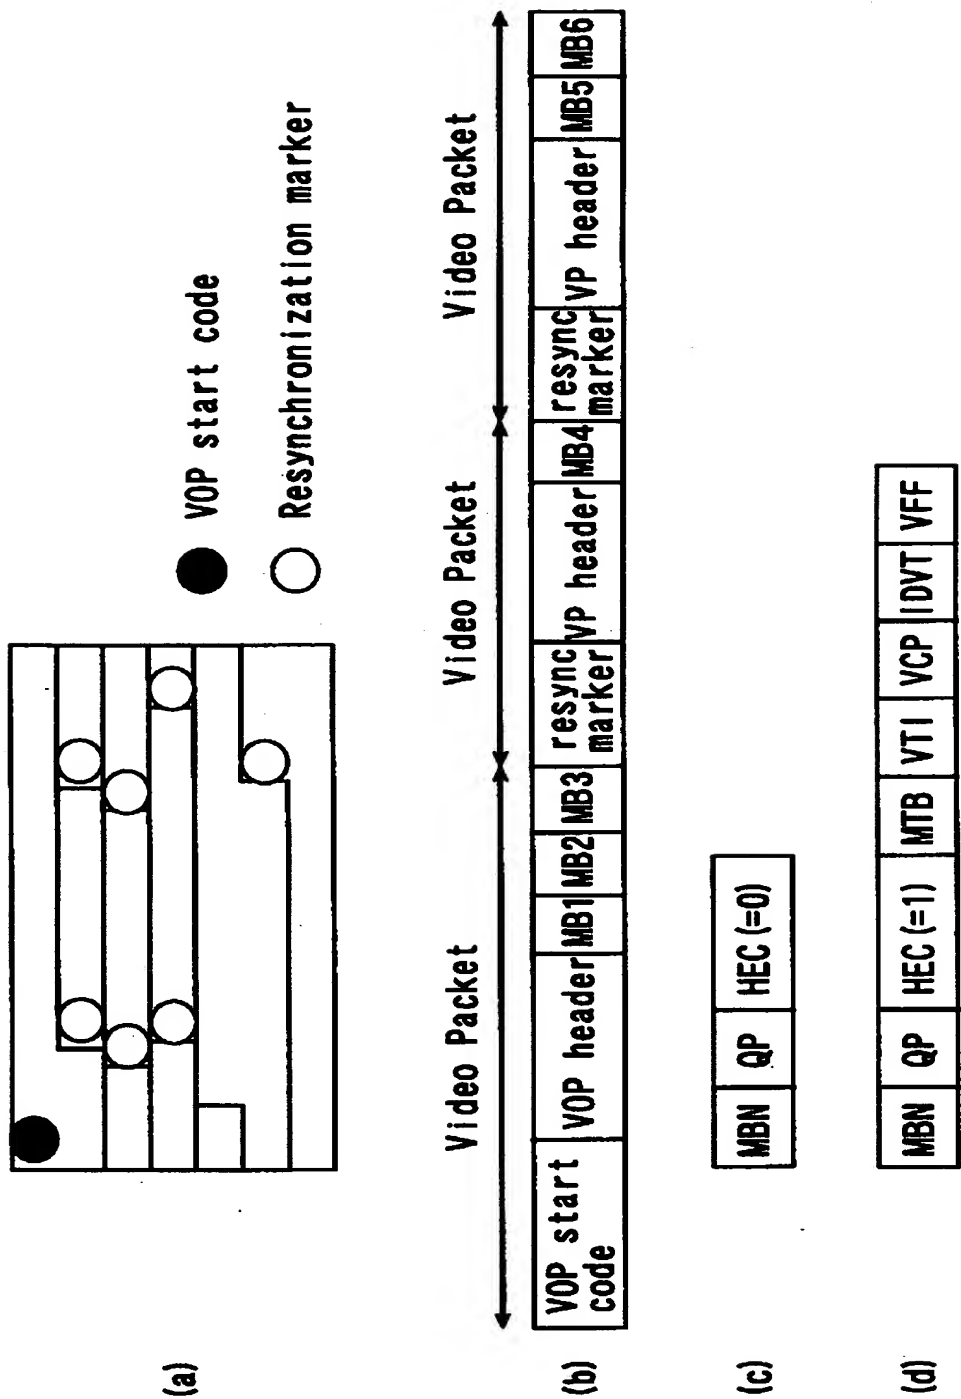 (a)
VOP start code
Resynchronization marker
Video Packet
Video Packet
Video Packet
(b)
VOP start
code
VOP header
MB1
MB2
MB3
resync
marker
VP header
MB4
resync
marker
VP header
MB5
MB6
(c)
MBN
QP
HEC (=0)
(d)
MBN
QP
HEC (=1)
MTB
VTI
VCP
IDVT
VFF